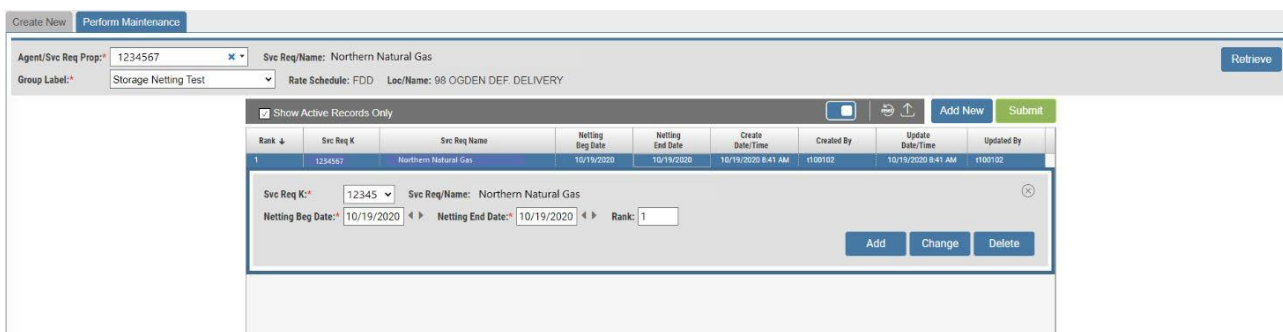 Create New Perform Maintenance
Agent/Svc Req Prop:* 1234567 Svc Req/Name: Northern Natural Gas
Retrieve
Group Label:* Storage Netting Test Rate Schedule: FDD Loc/Name: 98 OGDEN DEF. DELIVERY
Show Active Records Only Add New Submit
Rank Svc Req K Svc Req Name Netting Beg Date Netting End Date Create Date/Time Created By Update Date/Time Updated By
1 1234567 Northern Natural Gas 10/19/2020 10/19/2020 10/19/2020 8:41 AM t100102 10/19/2020 8:41 AM t100102
Svc Req K:* 12345 Svc Req/Name: Northern Natural Gas
Netting Beg Date:* 10/19/2020 Netting End Date:* 10/19/2020 Rank: 1
Add Change Delete